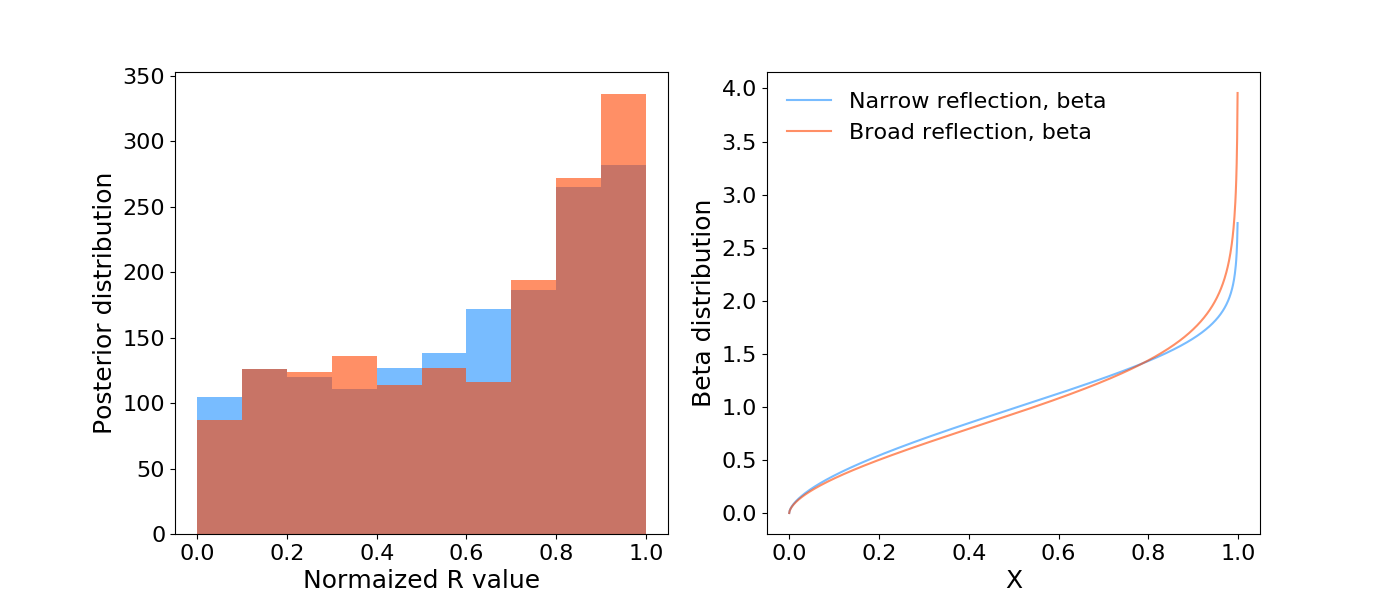 350
300
250
200
150
100
50
0
Posterior distribution
0.0 0.2 0.4 0.6 0.8 1.0
Normaized R value
4.0
3.5
3.0
2.5
2.0
1.5
1.0
0.5
0.0
Beta distribution
Narrow reflection, beta
Broad reflection, beta
0.0 0.2 0.4 0.6 0.8 1.0
X